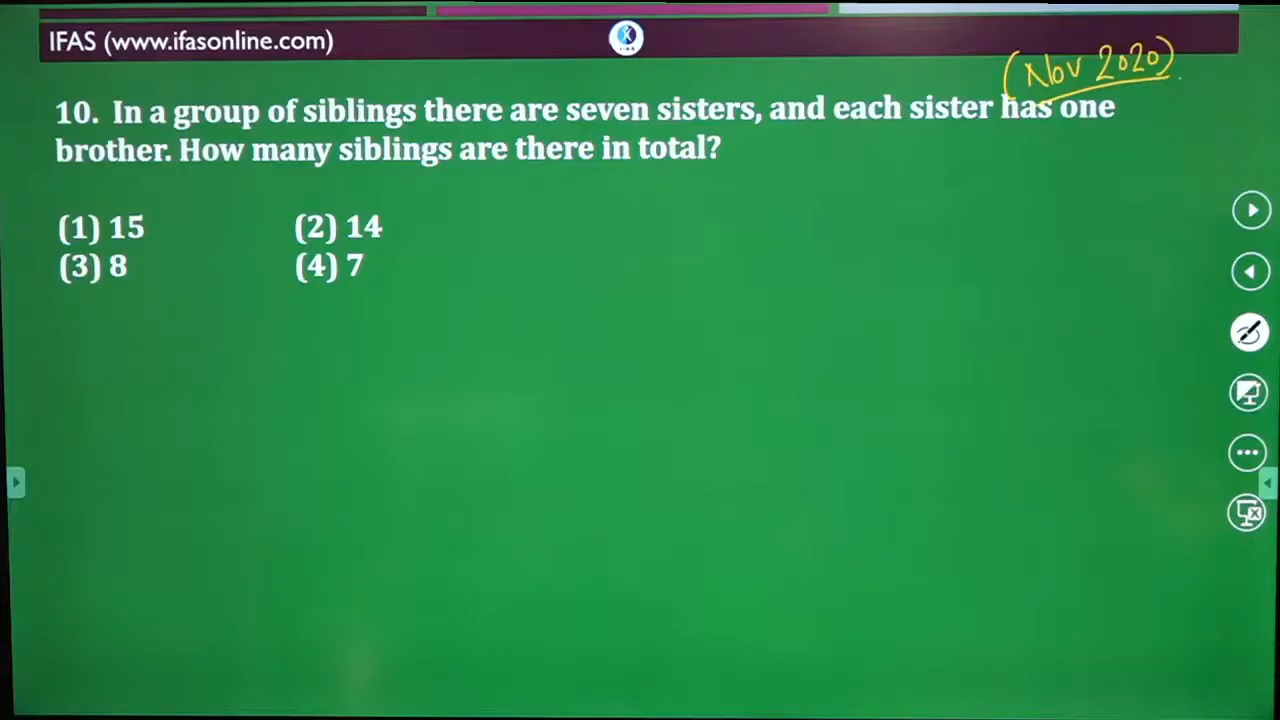 IFAS (www.ifasonline.com)
(Nov 2020)
10. In a group of siblings there are seven sisters, and each sister has one
brother. How many siblings are there in total?
(1) 15 (2) 14
(3) 8 (4) 7